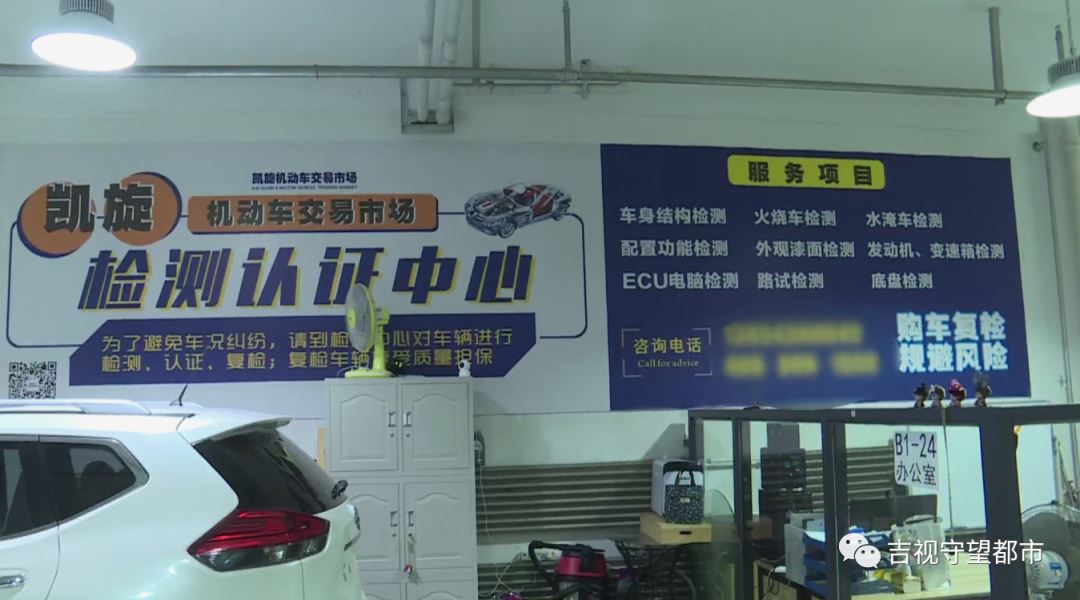 凯旋机动车交易市场
KAI XUAN A MOTOR VEHICLE TRADING MARKET
凯旋
机动车交易市场
检测认证中心
为了避免车况纠纷，请到检 中心对车辆进行
检测、认证、复检；复检车辆 受质量担保
服务项目
车身结构检测 火烧车检测 水淹车检测
配置功能检测 外观漆面检测 发动机、变速箱检测
ECU电脑检测 路试检测 底盘检测
咨询电话
Call for advice
购车复检
规避风险
B1-24
办公室
吉视守望都市